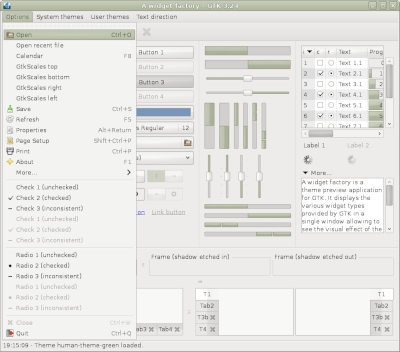 A widget factory - GTK 3.24
Options System themes User themes Text direction
Open Ctrl+O
Open recent file
Calendar F8
GtkScales top
GtkScales bottom
GtkScales right
GtkScales left
Save Ctrl+S
Refresh F5
Properties Alt+Return
Page Setup Shift+Ctrl+P
Print Ctrl+P
About F1
More...
Check 1 (unchecked)
Check 2 (checked)
Check 3 (inconsistent)
Check 1 (unchecked)
Check 2 (checked)
Check 3 (inconsistent)
Radio 1 (unchecked)
Radio 2 (checked)
Radio 3 (inconsistent)
Radio 1 (unchecked)
Radio 2 (checked)
Radio 3 (inconsistent)
Close
Quit Ctrl+Q
Button 1
Button 2
Button 3
Button 4
Regular 12
Link button
Text Prog
1 Text 1.1
2 Text 2.1
3 Text 3.1
4 Text 4.1
5 Text 5.1
6 Text 6.1
7 Text 7.1
Label 1 Label 2
More...
A widget factory is a
theme preview application
for GTK. It displays the
various widget types
provided by GTK in a
single window allowing to
see the visual effect of the
Frame (shadow etched in) Frame (shadow etched out)
T1 T1
Tab2 Tab2
Tab3 T3b T3b
T4 T4
19:15:09 - Theme human-theme-green loaded.